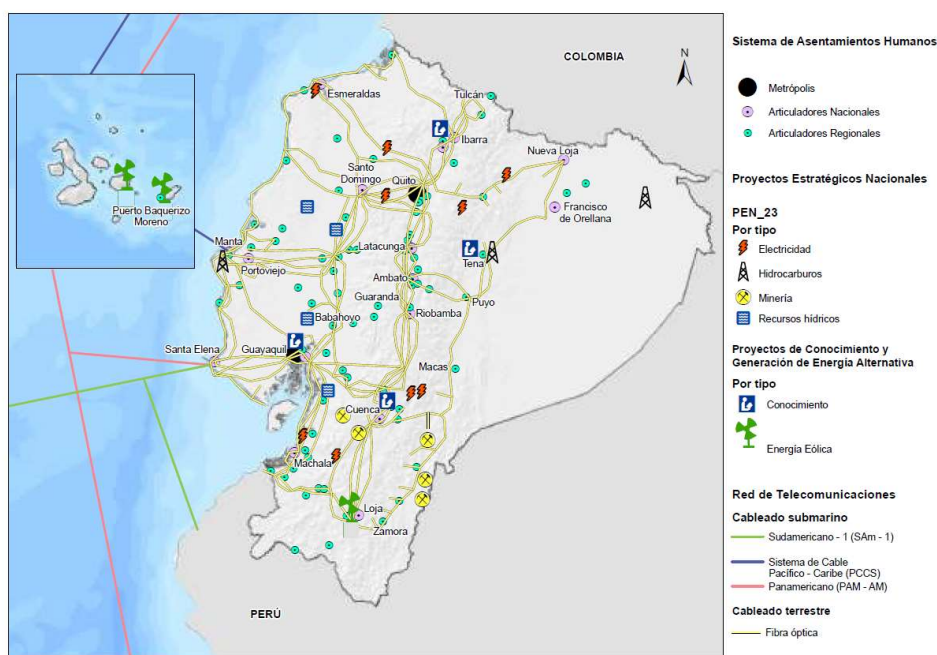 COLOMBIA
N
Esmeraldas
Tulcán
Ibarra
Nueva Loja
Santo
Domingo
Quito
Francisco
de Orellana
Puerto Baquerizo
Moreno
Manta
Portoviejo
Latacunga
Tena
Ambato
Guaranda
Puyo
Riobamba
Babahoyo
Santa Elena
Guayaquil
Macas
Cuenca
Machala
Loja
Zamora
PERÚ
Sistema de Asentamientos Humanos
Metrópolis
Articuladores Nacionales
Articuladores Regionales
Proyectos Estratégicos Nacionales
PEN_23
Por tipo
Electricidad
Hidrocarburos
Minería
Recursos hídricos
Proyectos de Conocimiento y
Generación de Energía Alternativa
Por tipo
Conocimiento
Energía Eólica
Red de Telecomunicaciones
Cableado submarino
Sudamericano - 1 (SAm - 1)
Sistema de Cable
Pacífico - Caribe (PCCS)
Panamericano (PAM - AM)
Cableado terrestre
Fibra óptica